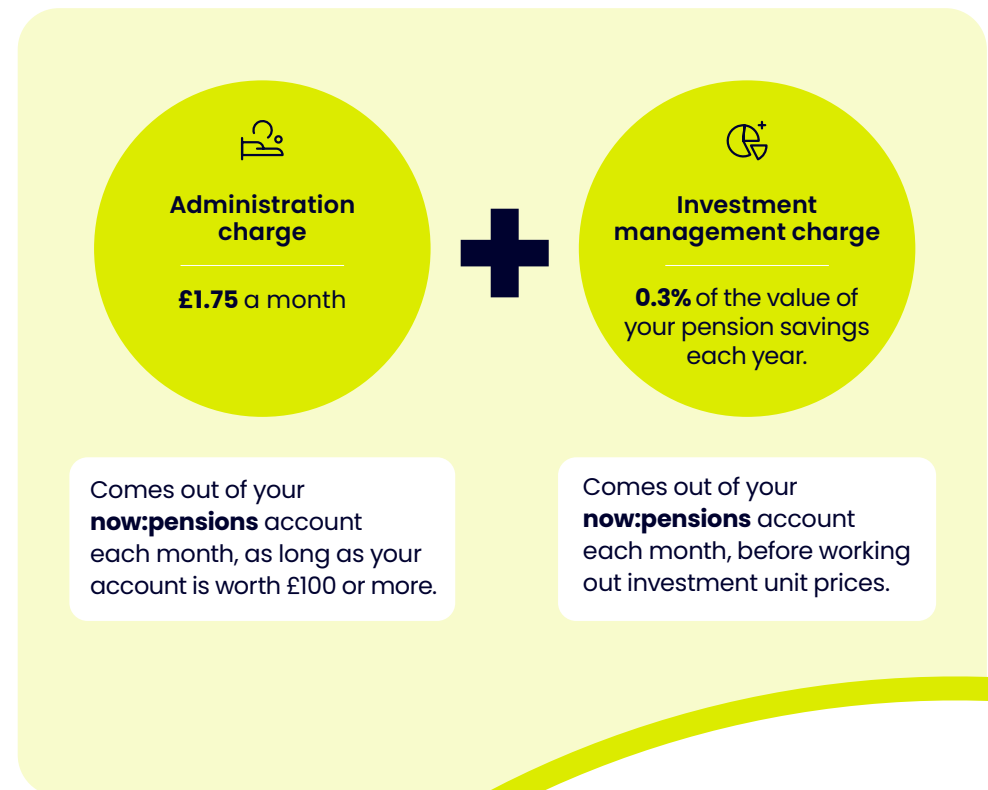 Administration
charge
£1.75 a month
Investment
management charge
0.3% of the value of
your pension savings
each year.
Comes out of your
now:pensions account
each month, as long as your
account is worth £100 or more.
Comes out of your
now:pensions account
each month, before working
out investment unit prices.